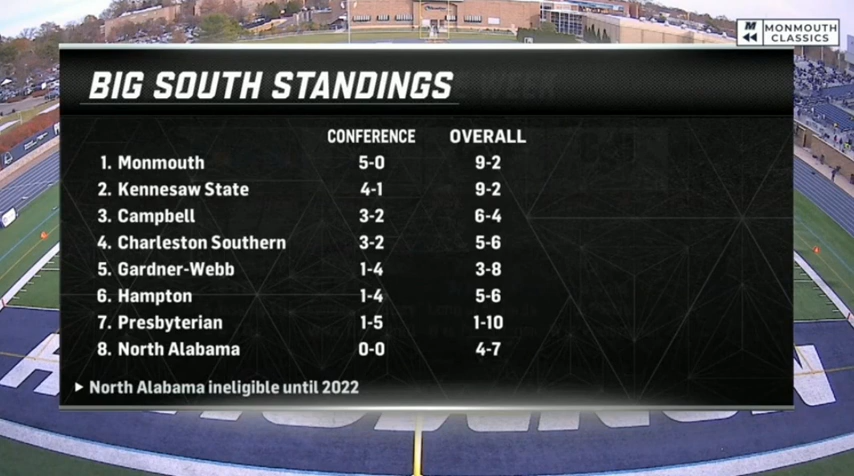 M MONMOUTH
CLASSICS
BIG SOUTH STANDINGS
CONFERENCE OVERALL
1. Monmouth 5-0 9-2
2. Kennesaw State 4-1 9-2
3. Campbell 3-2 6-4
4. Charleston Southern 3-2 5-6
5. Gardner-Webb 1-4 3-8
6. Hampton 1-4 5-6
7. Presbyterian 1-5 1-10
8. North Alabama 0-0 4-7
▶ North Alabama ineligible until 2022